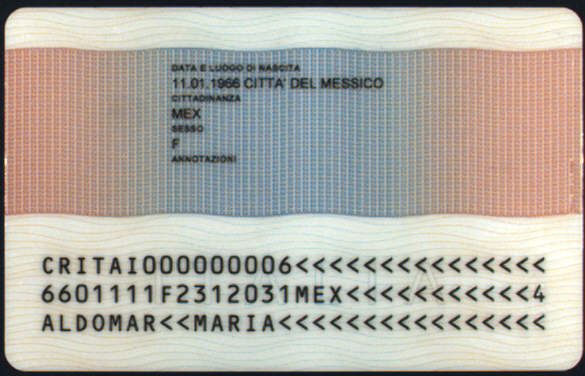 DATA E LUOGO DI NASCITA
11.01.1966 CITTA' DEL MESSICO
CITTADINANZA
MEX
SESSO
F
ANNOTAZIONI
CRITAI000000006<<<<<<<<<<<<<<<
6601111F2312031MEX<<<<<<<<<<<4
ALDOMAR<<MARIA<<<<<<<<<<<<<<<<